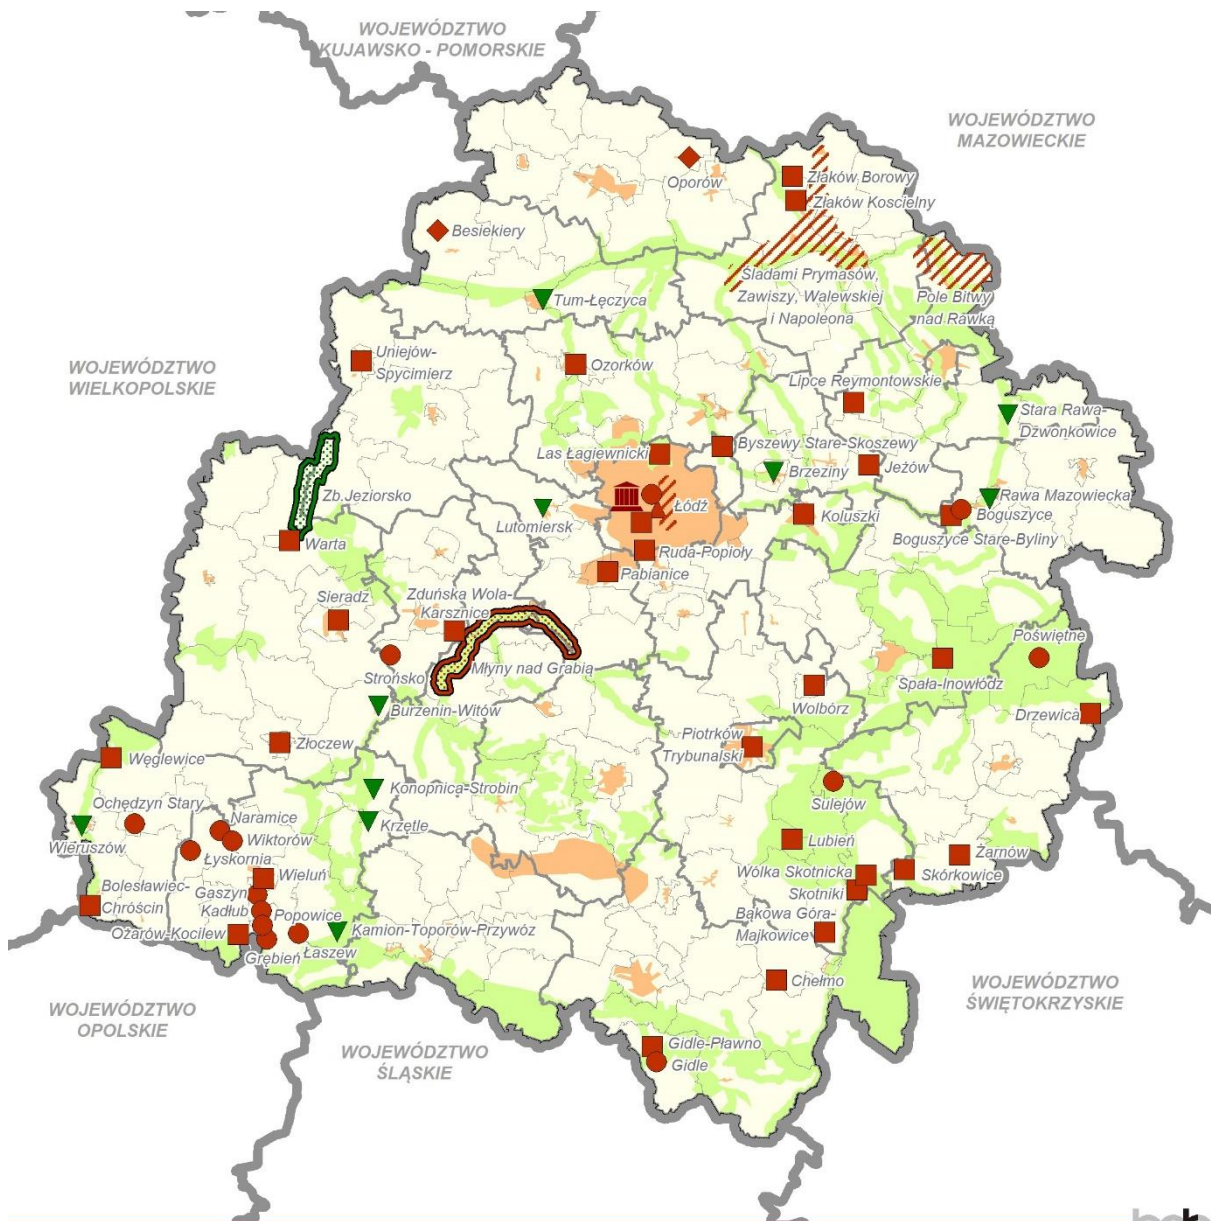 WOJEWÓDZTWO
KUJAWSKO - POMORSKIE
WOJEWÓDZTWO
MAZOWIECKIE
Oporów
Złaków Borowy
Złaków Koscielny
Besiekiery
Śladami Prymasów,
Zawiszy, Walewskiej
i Napoleona
Pole Bitwy
nad Rawką
Tum-Łęczyca
WOJEWÓDZTWO
WIELKOPOLSKIE
Uniejów-
Spycimierz
Ozorków
Lipce Reymontowskie
Stara Rawa-
Dzwonkowice
Byszewy Stare-Skoszewy
Las Łagiewnicki
Brzeziny
Jeżów
Zb.Jeziorsko
Łódź
Rawa Mazowiecka
Lutomiersk
Koluszki
Boguszyce
Boguszyce Stare-Byliny
Warta
Ruda-Popioły
Pabianice
Sieradz
Zduńska Wola-
Karsznice
Poświętne
Strońsko
Młyny nad Grabią
Spała-Inowłódz
Burzenin-Witów
Wolbórz
Drzewica
Złoczew
Piotrków
Trybunalski
Węglewice
Konopnica-Strobin
Sulejów
Ochędzyn Stary
Naramice
Krzętle
Wieruszów
Wiktorów
Lubień
Łyskornia
Żarnów
Wieluń
Wólka Skotnicka
Skórkowice
Bolesławiec-
Chróścin
Gaszyn
Skotniki
Kadłub
Popowice
Bąkowa Góra-
Majkowice
Ożarów-Kocilew
Kamion-Toporów-Przywóz
Grębień
Łaszew
Chełmo
WOJEWÓDZTWO
ŚWIĘTOKRZYSKIE
WOJEWÓDZTWO
OPOLSKIE
WOJEWÓDZTWO
ŚLĄSKIE
Gidle-Pławno
Gidle